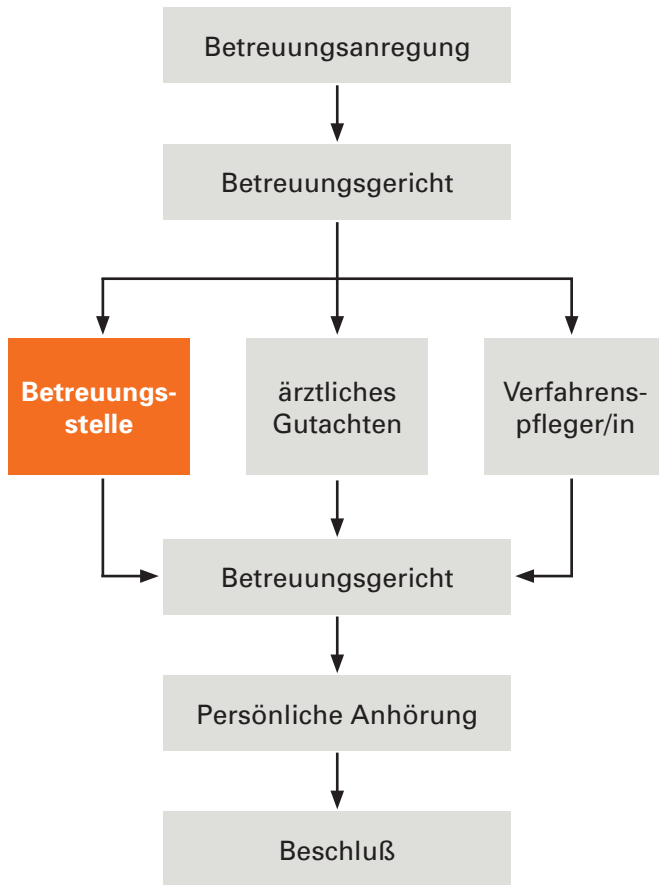 Betreuungsanregung
Betreuungsgericht
Betreuungs-
stelle
ärztliches
Gutachten
Verfahrens-
pfleger/in
Betreuungsgericht
Persönliche Anhörung
Beschluß